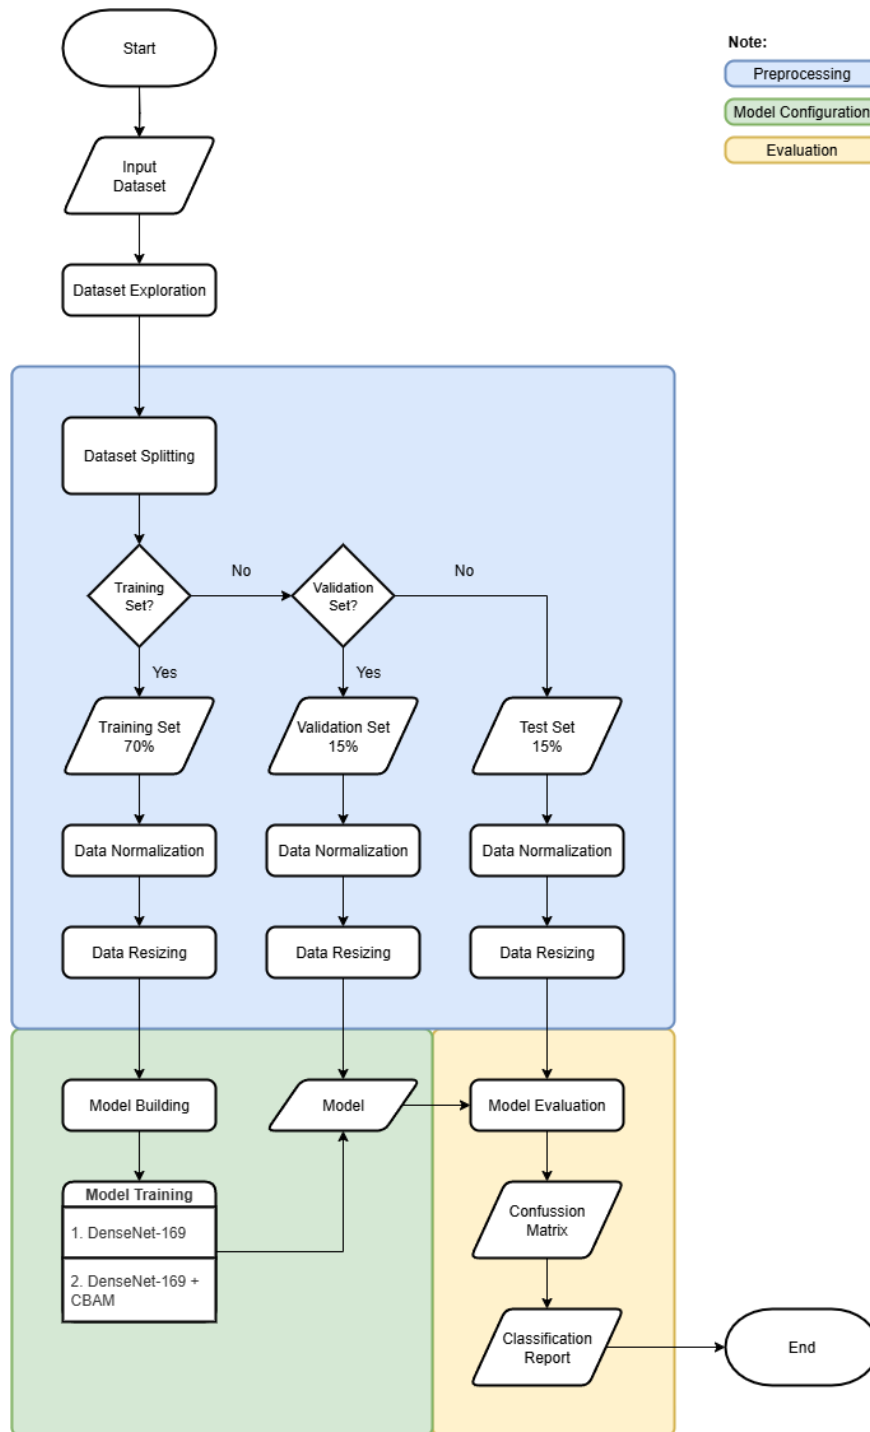 Start
Note:
Preprocessing
Model Configuration
Evaluation
Input
Dataset
Dataset Exploration
Dataset Splitting
Training
Set?
No
Validation
Set?
No
Yes
Yes
Training Set
70%
Validation Set
15%
Test Set
15%
Data Normalization
Data Normalization
Data Normalization
Data Resizing
Data Resizing
Data Resizing
Model Building
Model
Model Evaluation
Model Training
1. DenseNet-169
2. DenseNet-169 +
CBAM
Confussion
Matrix
Classification
Report
End